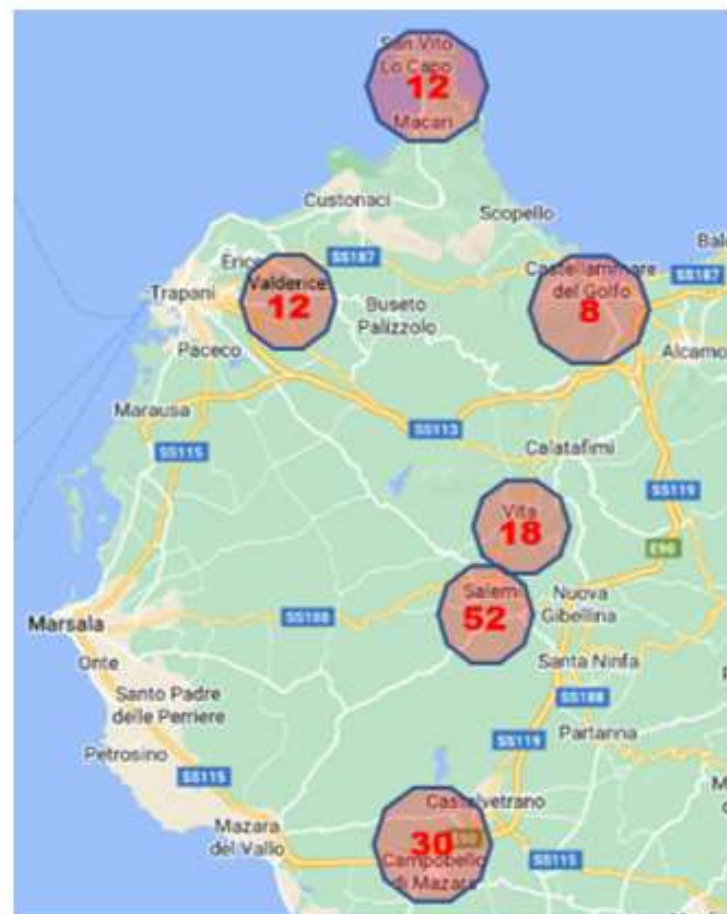 San Vito
Lo Capo
12
Macari
Custonaci
Scopello
Erice
SS187
Bal
Castellammare
del Golfo
SS187
Valderice
Trapani
12
8
Buseto
Palizzolo
Paceco
Alcamo
Marausa
SS113
SS115
Calatafimi
SS119
Vita
18
E90
Salemi
52
Nuova
Gibellina
SS188
Marsala
Onte
Santa Ninfa
Santo Padre
delle Perriere
SS188
SS119
Partanna
Petrosino
SS115
M
Castelvetrano
Mazara
del Vallo
30
E90
SS115
Campobello
di Mazara